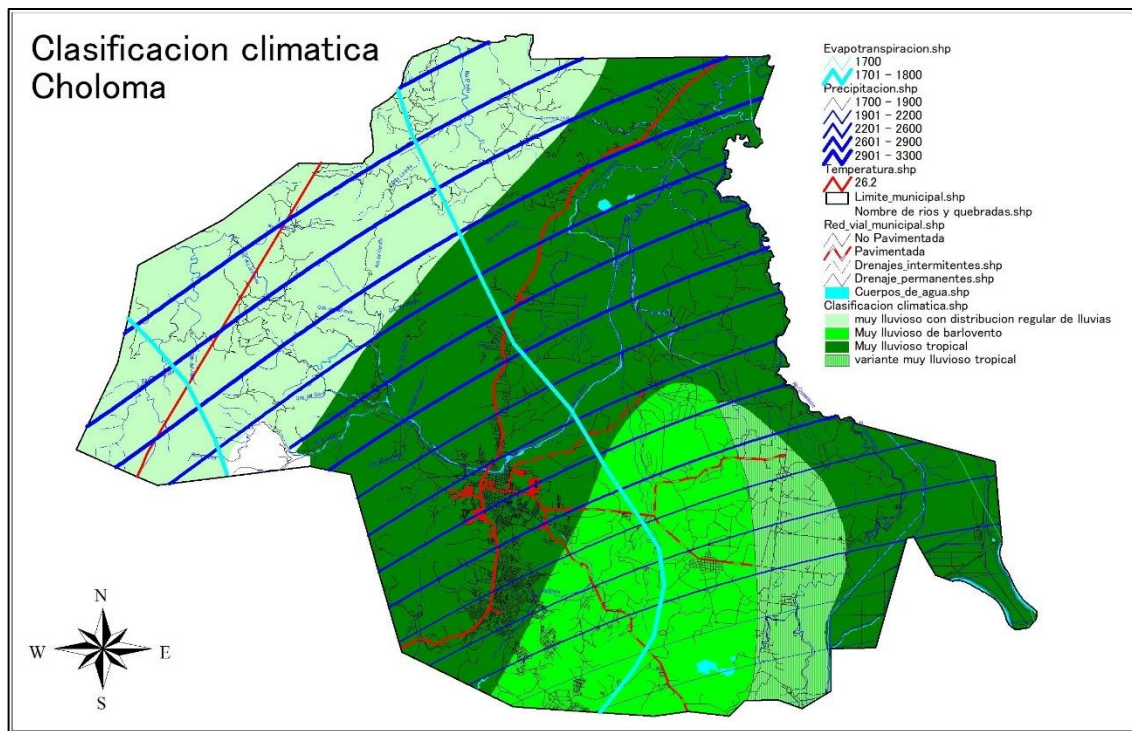 Clasificacion climatica
Choloma
Evapotranspiracion.shp
1700
1701 - 1800
Precipitacion.shp
1700 - 1900
1901 - 2200
2201 - 2600
2601 - 2900
2901 - 3300
Temperatura.shp
26.2
Limite_municipal.shp
Nombre de rios y quebradas.shp
Red_vial_municipal.shp
No Pavimentada
Pavimentada
Drenajes_intermitentes.shp
Drenaje_permanentes.shp
Cuerpos_de_agua.shp
Clasificacion climatica.shp
muy lluvioso con distribucion regular de lluvias
Muy lluvioso de barlovento
Muy lluvioso tropical
variante muy lluvioso tropical
N
W
E
S